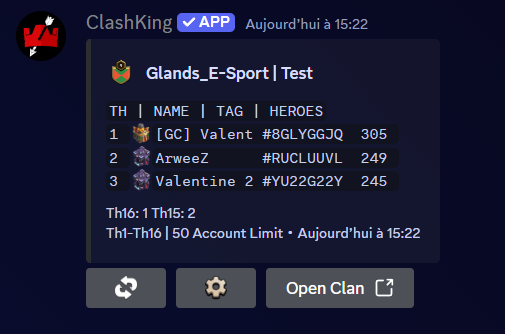 ClashKing ✓ APP Aujourd’hui à 15:22
Glands_E-Sport | Test
TH | NAME | TAG | HEROES
1 [GC] Valent #8GLYGGJQ 305
2 ArweeZ #RUCLUUVL 249
3 Valentine 2 #YU22G22Y 245
Th16: 1 Th15: 2
Th1-Th16 | 50 Account Limit • Aujourd’hui à 15:22
Open Clan